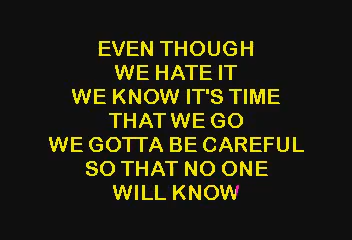 EVEN THOUGH
WE HATE IT
WE KNOW IT'S TIME
THAT WE GO
WE GOTTA BE CAREFUL
SO THAT NO ONE
WILL KNOW